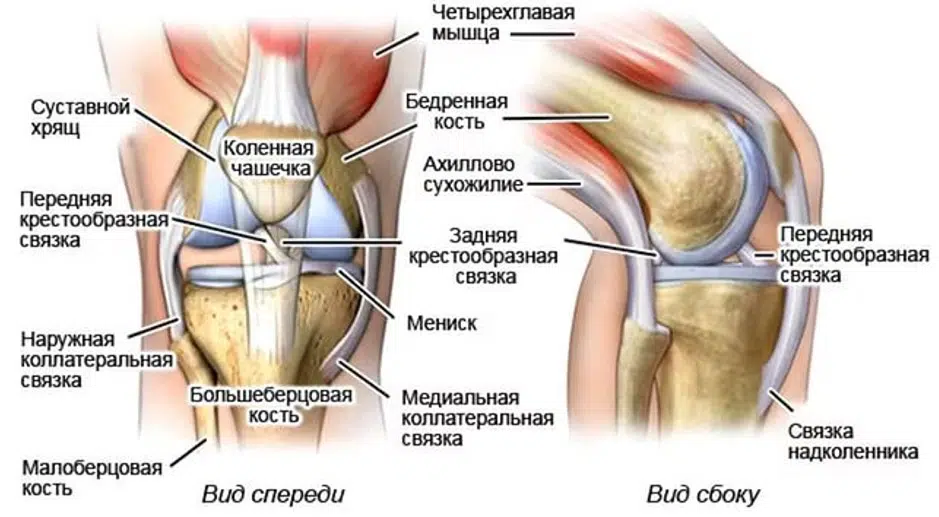 Четырехглавая
мышца
Суставной
хрящ
Бедренная
кость
Коленная
чашечка
Ахиллово
сухожилие
Передняя
крестообразная
связка
Задняя
крестообразная
связка
Передняя
крестообразная
связка
Мениск
Наружная
коллатеральная
связка
Большеберцовая
кость
Медиальная
коллатеральная
связка
Связка
надколенника
Малоберцовая
кость
Вид спереди
Вид сбоку